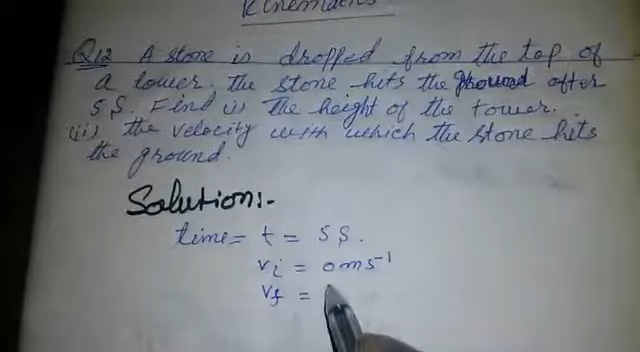 Kinematics
Q12 A stone is dropped from the top of
a tower. the stone hits the ground after
5 S. Find i) the height of the tower.
(ii) the velocity with which the stone hits
the ground.
Solution:-
time = t = 5 S.
vi = 0 ms⁻¹
vf =